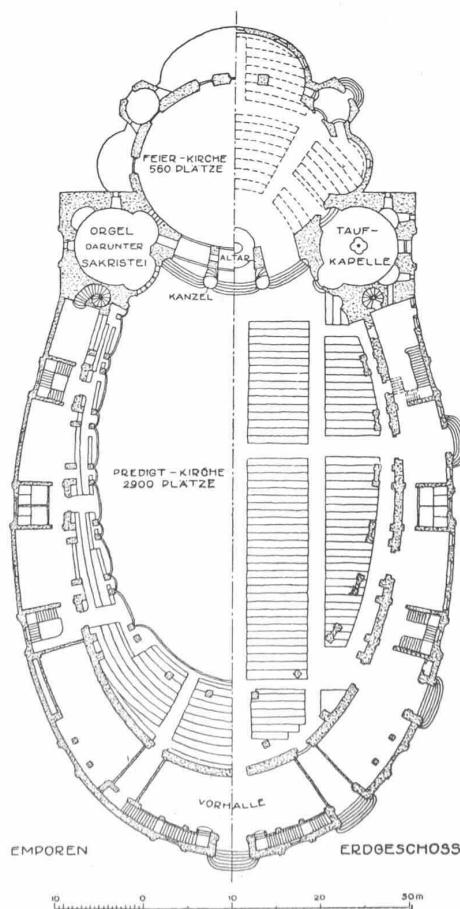 FEIER-KIRCHE
560 PLÄTZE
ORGEL
DARUNTER
SAKRISTEI
ALTAR
TAUF-
KAPELLE
KANZEL
PREDIGT-KIRCHE
2900 PLÄTZE
VORHALLE
EMPOREN
ERDGESCHOSS
10 0 10 20 30 m